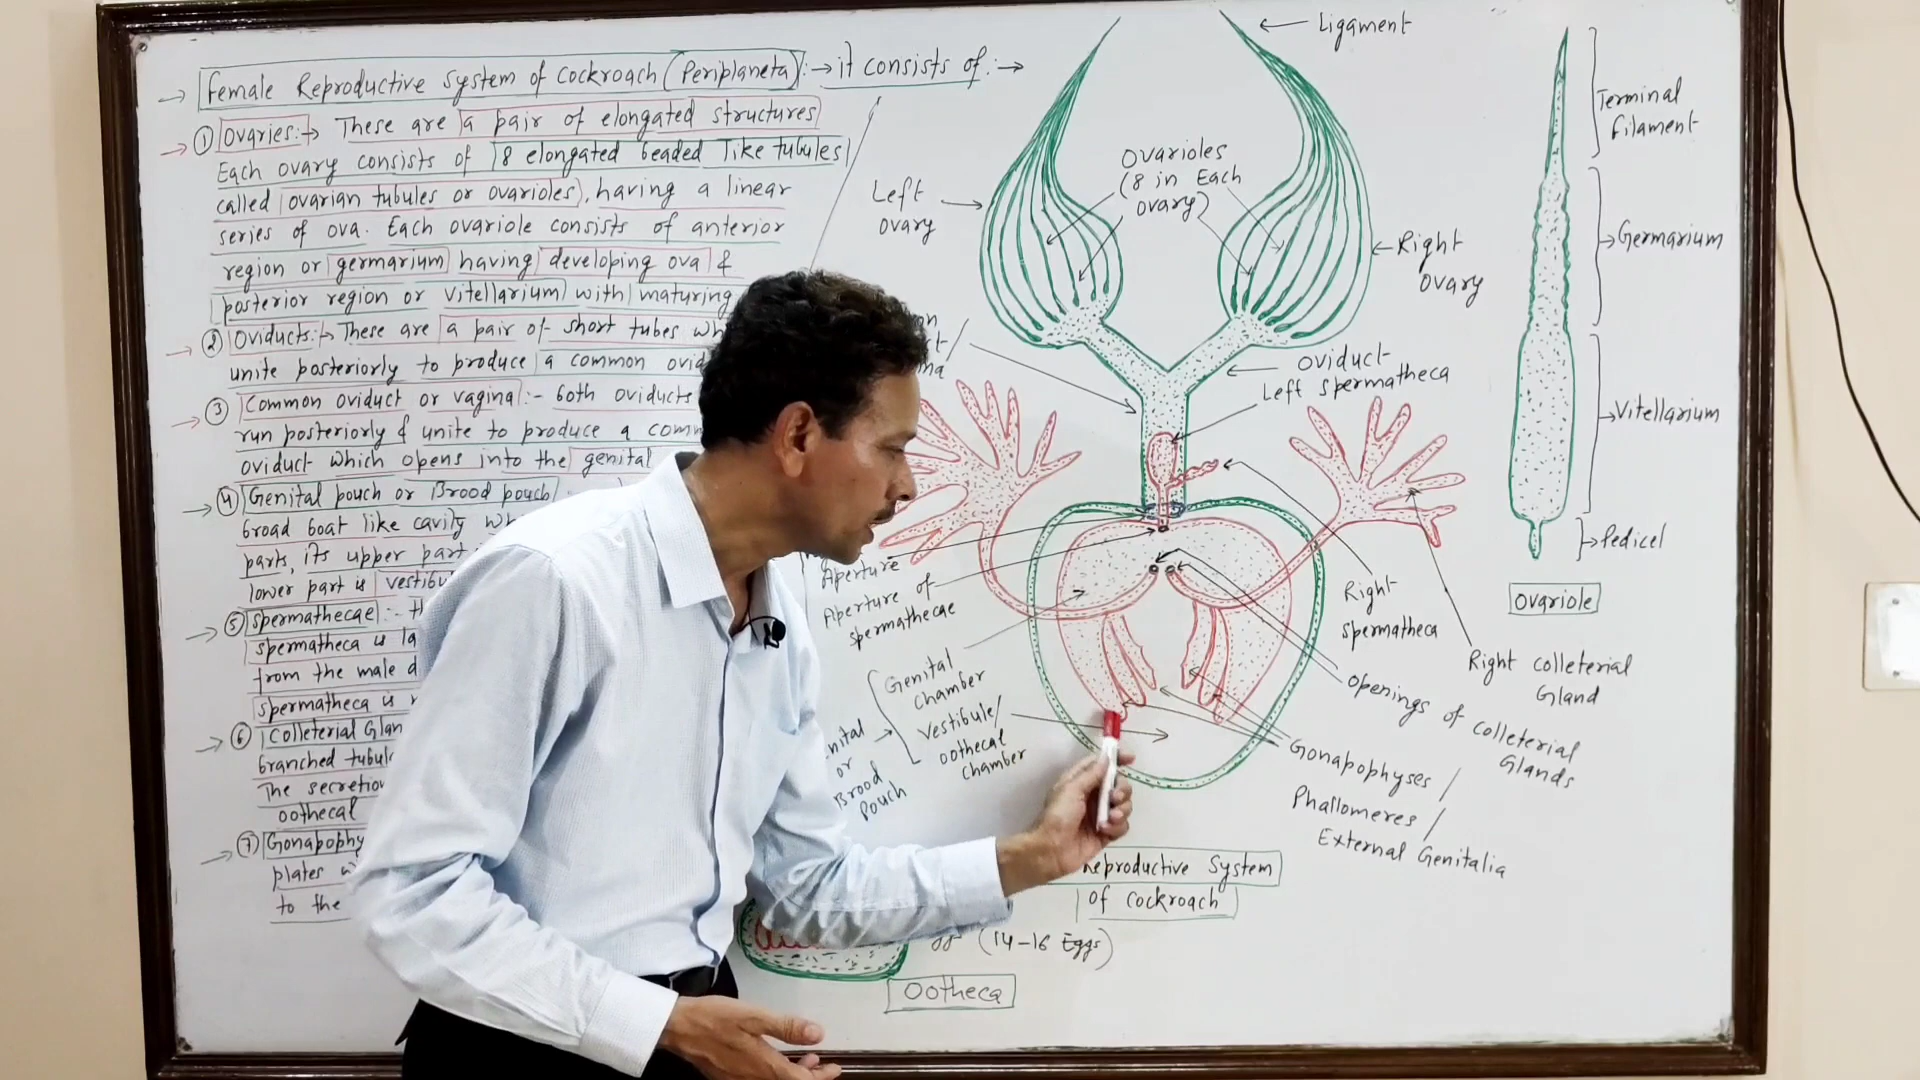 Female Reproductive System of Cockroach (Periplaneta) :→ it consists of :→
① Ovaries :→ These are a pair of elongated structures
Each ovary consists of 8 elongated beaded like tubules
called ovarian tubules or ovarioles, having a linear
series of ova. Each ovariole consists of anterior
region or germarium having developing ova &
posterior region or vitellarium with maturing
② Oviducts :→ These are a pair of short tubes wh
unite posteriorly to produce a common ovid
③ Common oviduct or vagina :- both oviducts
run posteriorly & unite to produce a comm
oviduct which opens into the genital
④ Genital pouch or Brood pouch
broad boat like cavity wh
parts, its upper part
lower part is vestibu
⑤ Spermathecae :- th
spermatheca is la
from the male d
spermatheca is
⑥ Colleterial Glan
branched tubul
The secretion
oothecal
⑦ Gonapophy
plates
to the
Ligament
Ovarioles
(8 in Each
ovary)
Left
ovary
Right
Ovary
Oviduct
Left spermatheca
Aperture
Aperture of
spermathecae
Genital
chamber
Vestibule/
oothecal
chamber
nital
or
Brood
Pouch
Right
spermatheca
Right colleterial
Gland
Openings of colleterial
Glands
Gonapophyses /
Phallomeres /
External Genitalia
Reproductive System
of Cockroach
(14-16 Eggs)
Ootheca
Terminal
filament
Germarium
Vitellarium
Pedicel
Ovariole